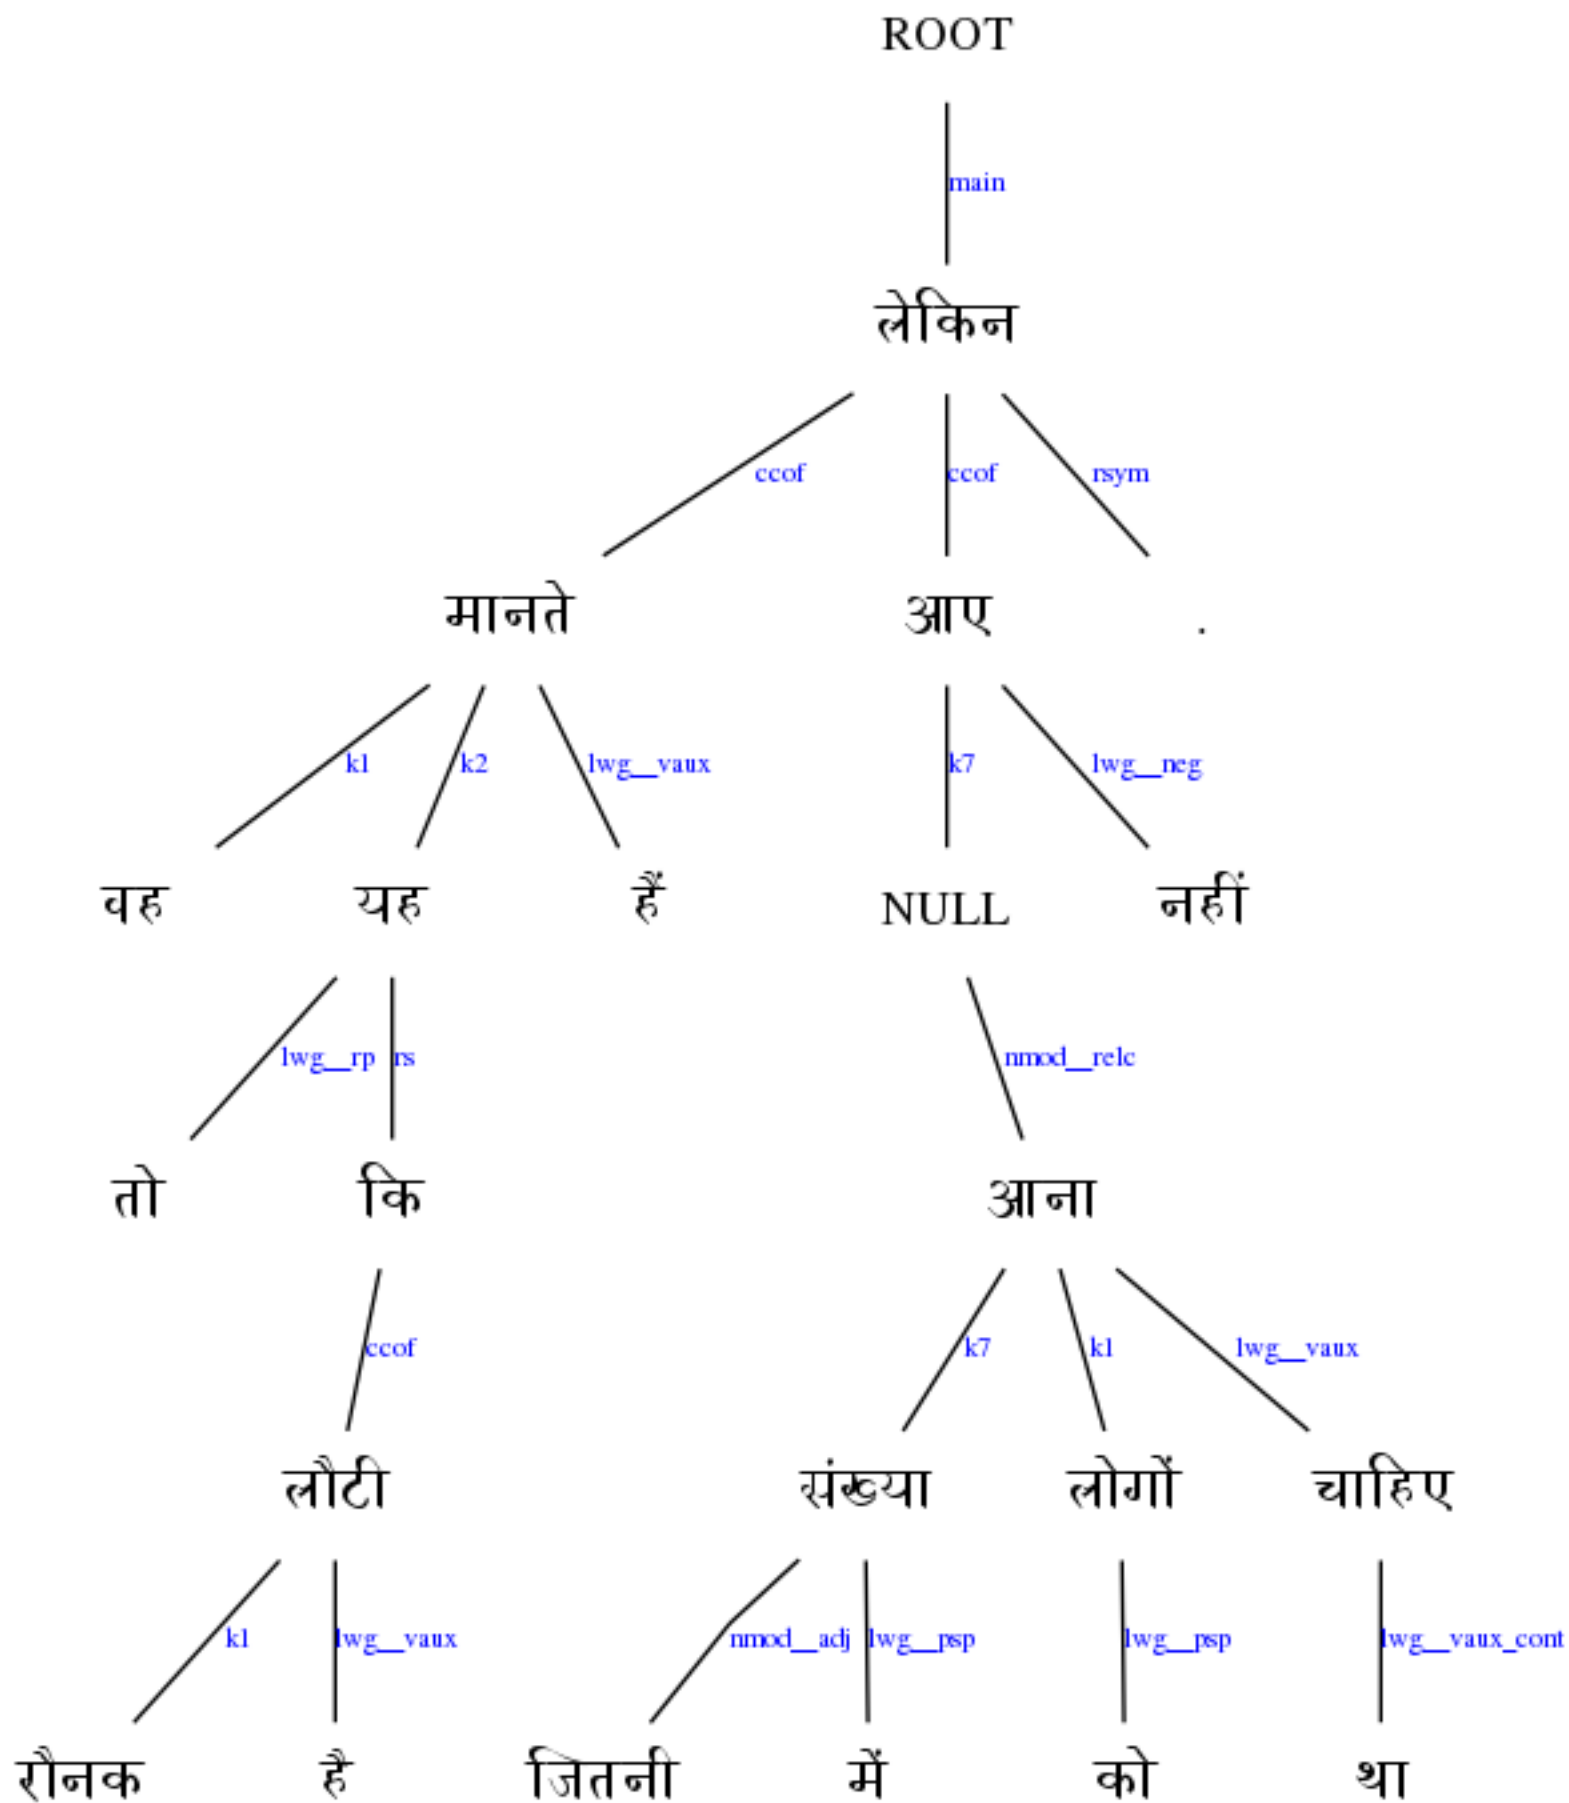 ROOT
main
लेकिन
ccof ccof rsym
मानते आए .
k1 k2 lwg__vaux k7 lwg__neg
वह यह हैं NULL नहीं
lwg__rp rs nmod__relc
तो कि आना
ccof k7 k1 lwg__vaux
लौटी संख्या लोगों चाहिए
k1 lwg__vaux nmod__adj lwg__psp lwg__psp lwg__vaux_cont
रौनक है जितनी में को था